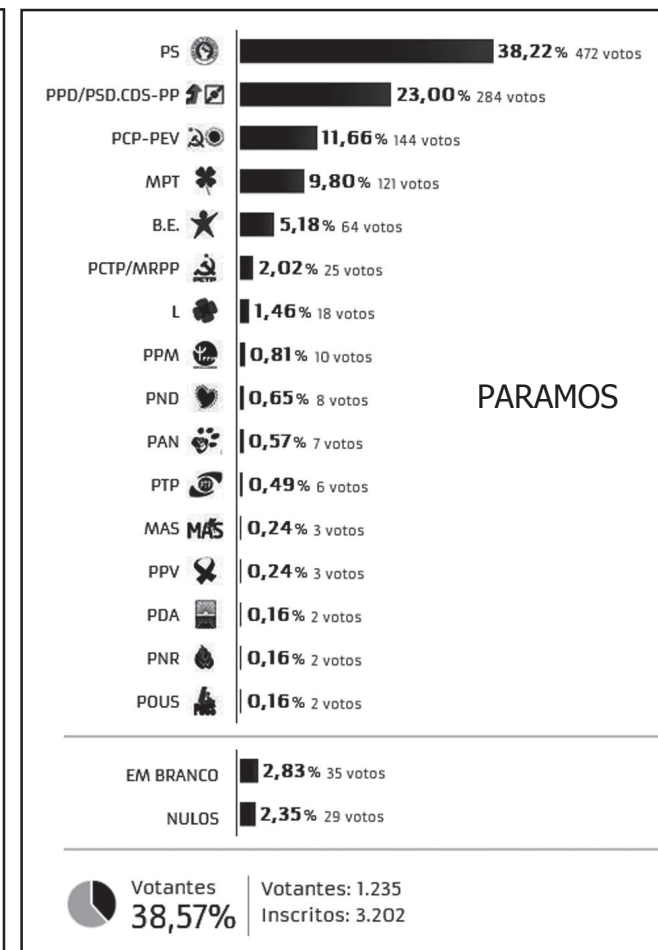 PS 38,22% 472 votos
PPD/PSD.CDS-PP 23,00% 284 votos
PCP-PEV 11,66% 144 votos
MPT 9,80% 121 votos
B.E. 5,18% 64 votos
PCTP/MRPP PCTP 2,02% 25 votos
L 1,46% 18 votos
PPM 0,81% 10 votos
PND 0,65% 8 votos
PARAMOS
PAN 0,57% 7 votos
PTP 0,49% 6 votos
MAS MAS 0,24% 3 votos
PPV 0,24% 3 votos
PDA 0,16% 2 votos
PNR 0,16% 2 votos
POUS POUS 0,16% 2 votos
EM BRANCO 2,83% 35 votos
NULOS 2,35% 29 votos
Votantes
38,57%
Votantes: 1.235
Inscritos: 3.202